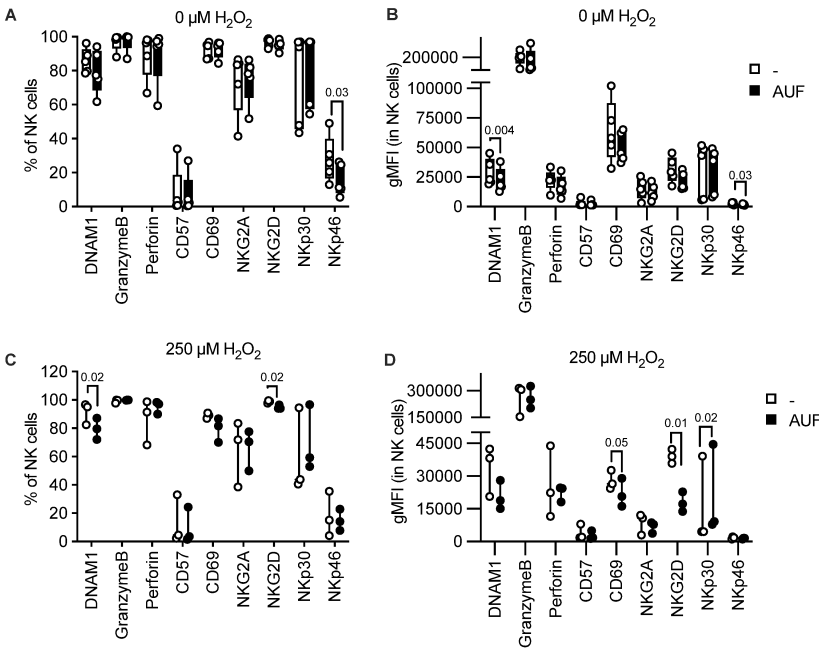 A
0 µM H₂O₂
% of NK cells
100
80
60
40
20
0
0.03
DNAM1
GranzymeB
Perforin
CD57
CD69
NKG2A
NKG2D
NKp30
NKp46
B
0 µM H₂O₂
gMFI (in NK cells)
200000
100000
75000
50000
25000
0
0.004
0.03
DNAM1
GranzymeB
Perforin
CD57
CD69
NKG2A
NKG2D
NKp30
NKp46
-
AUF
C
250 µM H₂O₂
% of NK cells
120
100
80
60
40
20
0
0.02
0.02
DNAM1
GranzymeB
Perforin
CD57
CD69
NKG2A
NKG2D
NKp30
NKp46
D
250 µM H₂O₂
gMFI (in NK cells)
300000
150000
45000
30000
15000
0
0.05
0.01
0.02
DNAM1
GranzymeB
Perforin
CD57
CD69
NKG2A
NKG2D
NKp30
NKp46
-
AUF